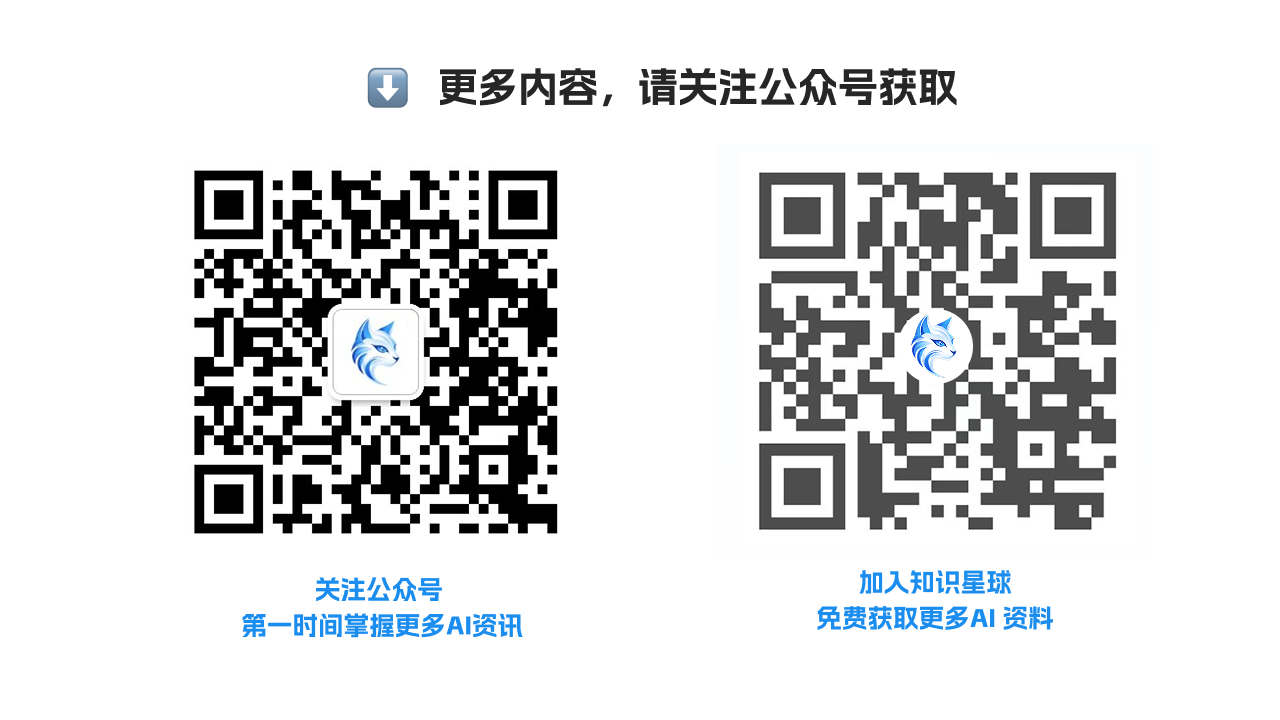 更多内容，请关注公众号获取
关注公众号
第一时间掌握更多AI资讯
加入知识星球
免费获取更多AI 资料